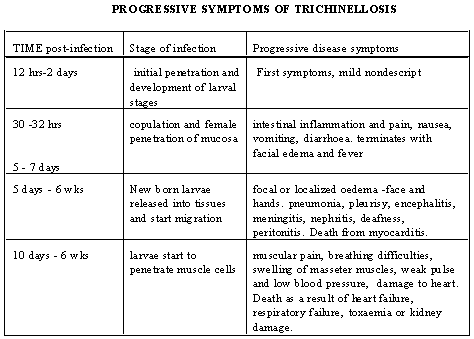 PROGRESSIVE SYMPTOMS OF TRICHINELLOSIS
TIME post-infection
Stage of infection
Progressive disease symptoms
12 hrs-2 days
initial penetration and
development of larval
stages
First symptoms, mild nondescript
30 -32 hrs
5 - 7 days
copulation and female
penetration of mucosa
intestinal inflammation and pain, nausea,
vomiting, diarrhoea. terminates with
facial edema and fever
5 days - 6 wks
New born larvae
released into tissues
and start migration
focal or localized oedema -face and
hands. pneumonia, pleurisy, encephalitis,
meningitis, nephritis, deafness,
peritonitis. Death from myocarditis.
10 days - 6 wks
larvae start to
penetrate muscle cells
muscular pain, breathing difficulties,
swelling of masseter muscles, weak pulse
and low blood pressure, damage to heart.
Death as a result of heart failure,
respiratory failure, toxaemia or kidney
damage.